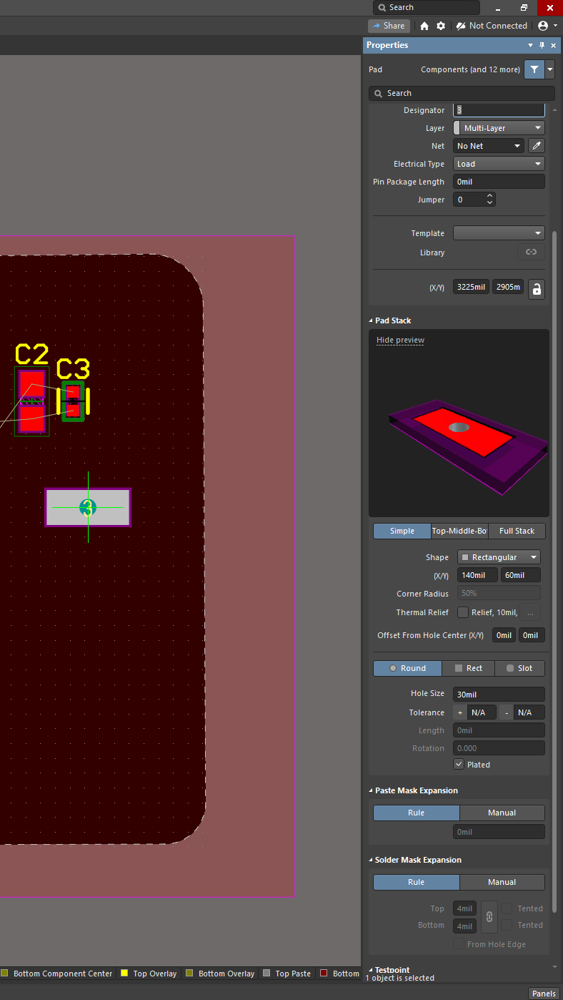 Search
Share
Not Connected
Properties
Pad
Components (and 12 more)
Search
Designator 3
Layer Multi-Layer
Net No Net
Electrical Type Load
Pin Package Length 0mil
Jumper 0
Template
Library
(X/Y) 3225mil 2905m
Pad Stack
Hide preview
C2
C3
3
Simple Top-Middle-Bo Full Stack
Shape Rectangular
(X/Y) 140mil 60mil
Corner Radius 50%
Thermal Relief Relief, 10mil, ...
Offset From Hole Center (X/Y) 0mil 0mil
Round Rect Slot
Hole Size 30mil
Tolerance + N/A - N/A
Length 0mil
Rotation 0.000
Plated
Paste Mask Expansion
Rule Manual
0mil
Solder Mask Expansion
Rule Manual
Top 4mil Tented
Bottom 4mil Tented
From Hole Edge
Testpoint
Bottom Component Center Top Overlay Bottom Overlay Top Paste Bottom
1 object is selected
Panels